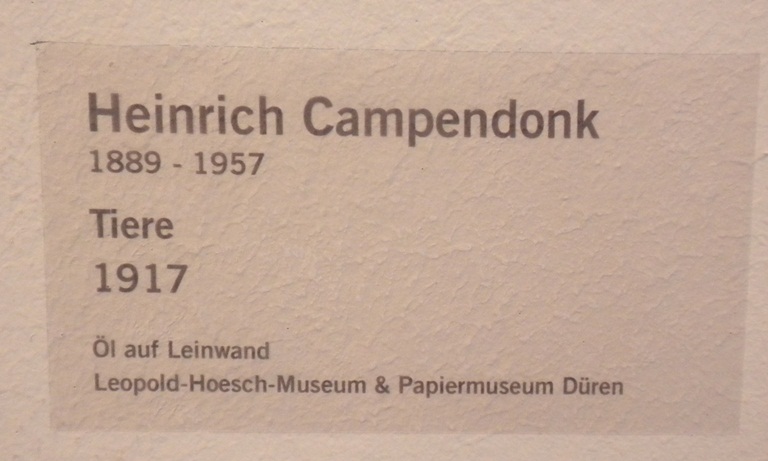 Heinrich Campendonk
1889 - 1957
Tiere
1917
Öl auf Leinwand
Leopold-Hoesch-Museum & Papiermuseum Düren